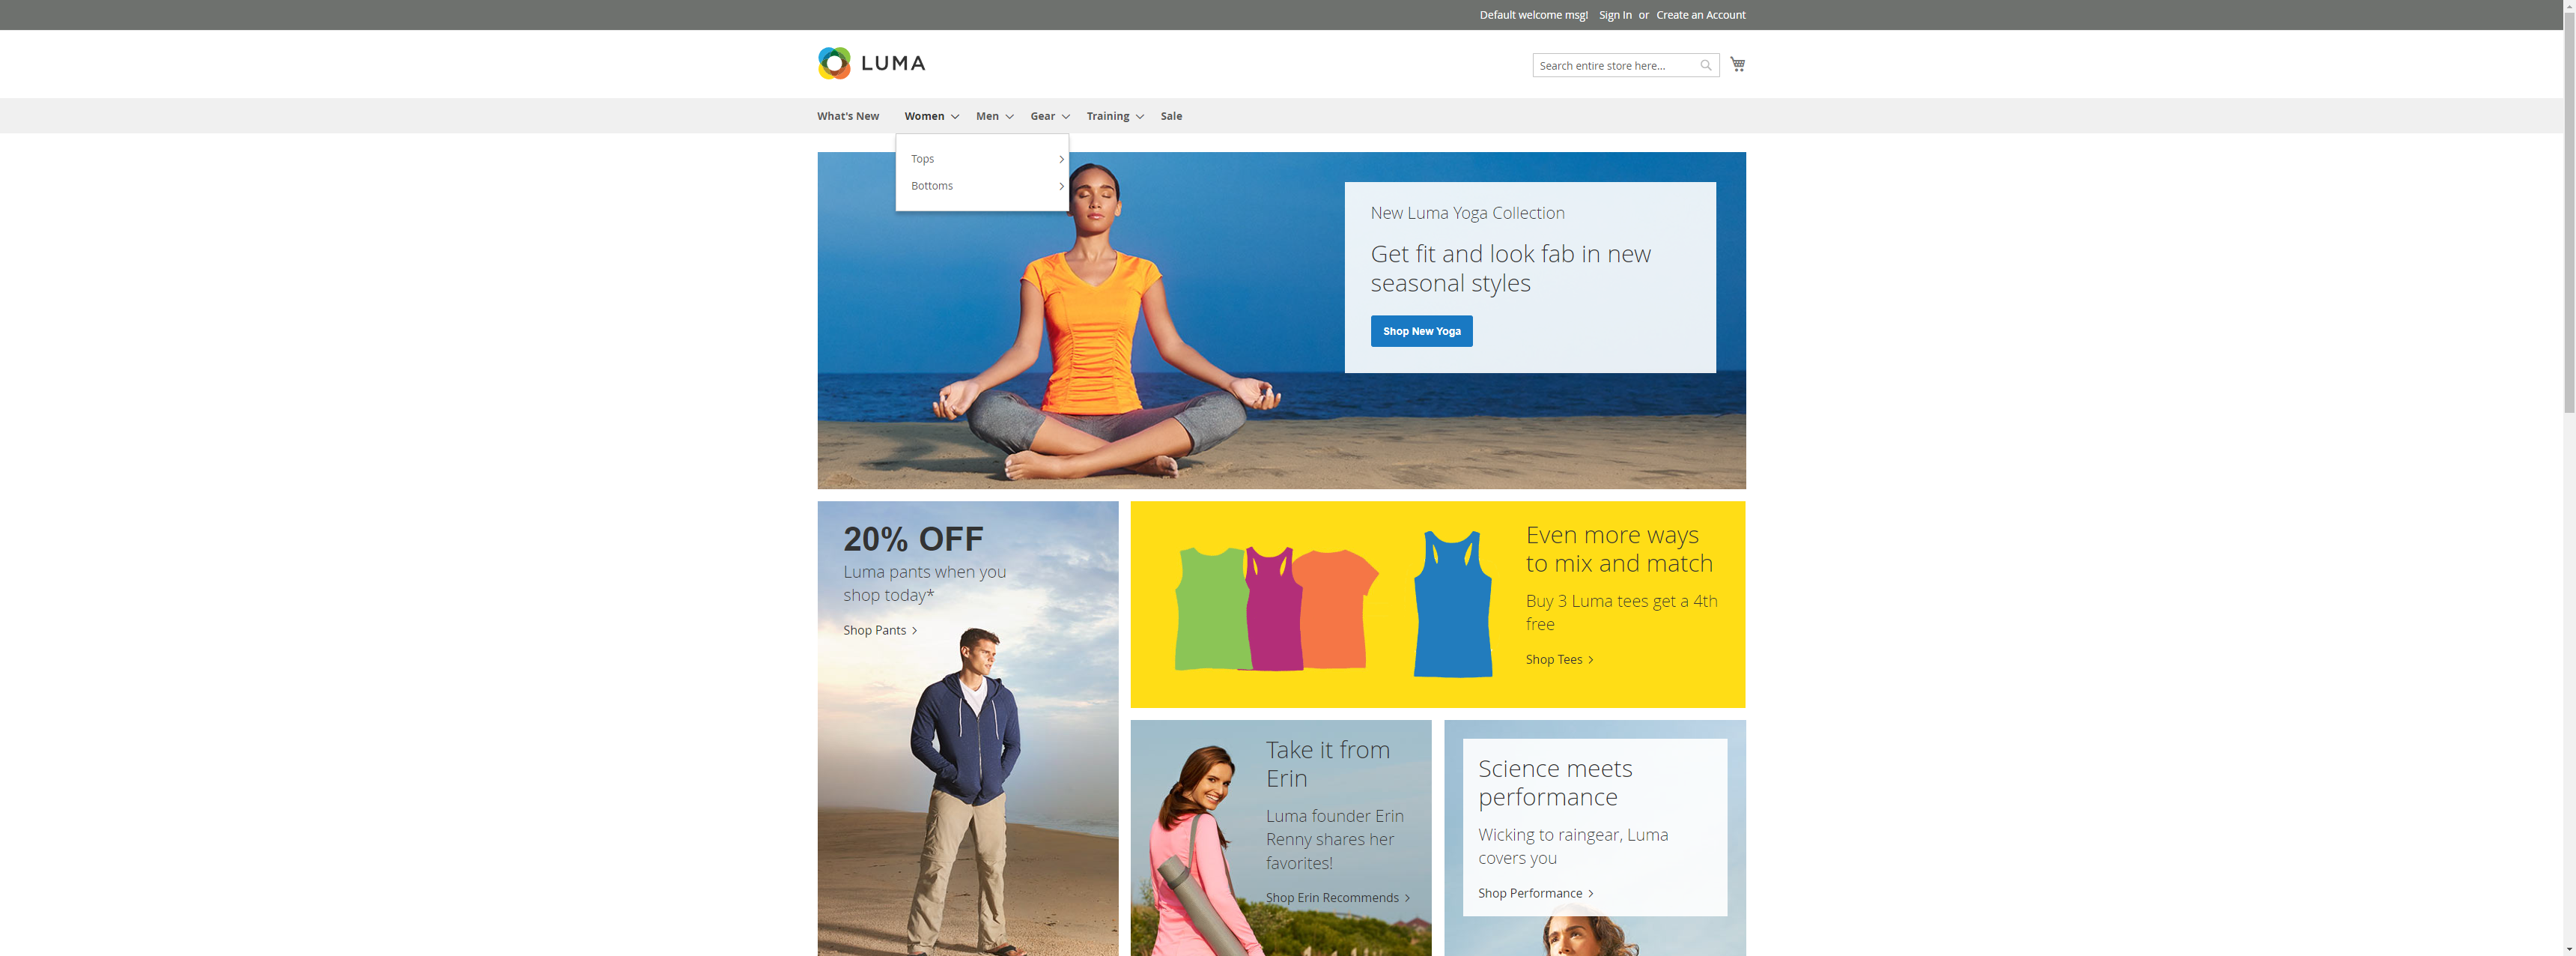 Default welcome msg! Sign In or Create an Account
LUMA
Search entire store here...
What's New Women Men Gear Training Sale
Tops
Bottoms
New Luma Yoga Collection
Get fit and look fab in new
seasonal styles
Shop New Yoga
20% OFF
Luma pants when you
shop today*
Shop Pants
Even more ways
to mix and match
Buy 3 Luma tees get a 4th
free
Shop Tees
Take it from
Erin
Luma founder Erin
Renny shares her
favorites!
Shop Erin Recommends
Science meets
performance
Wicking to raingear, Luma
covers you
Shop Performance